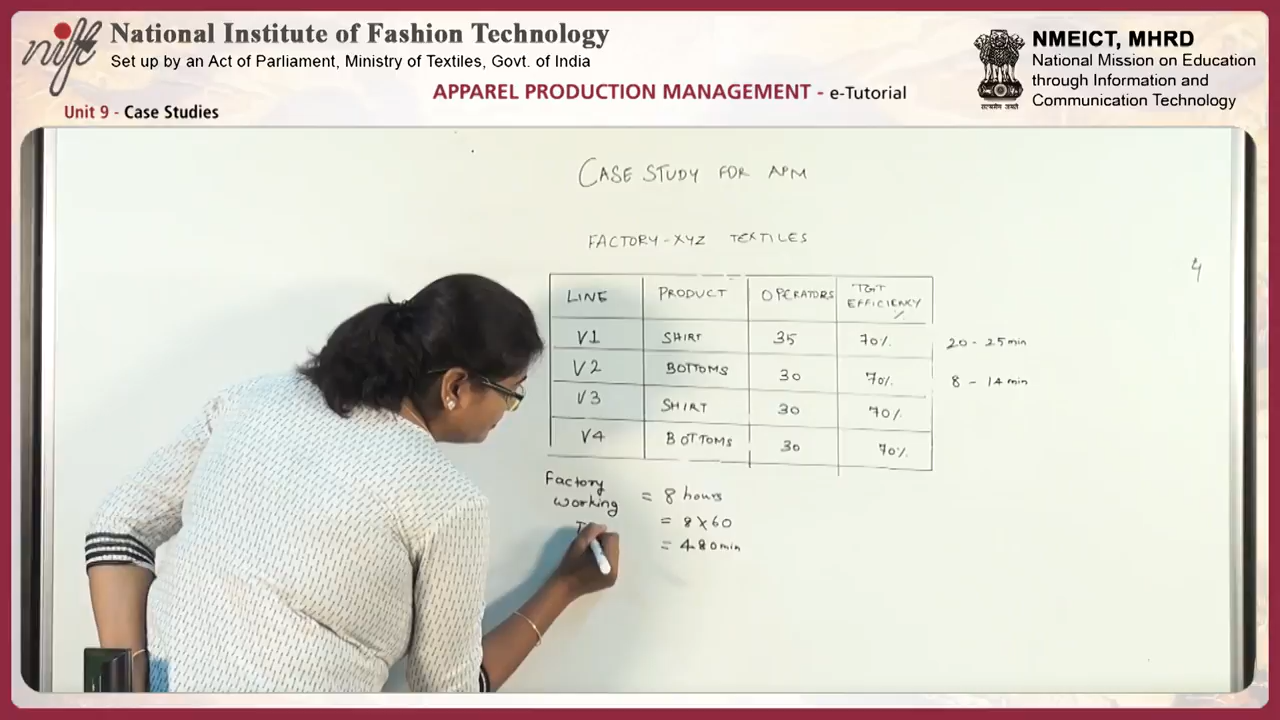 nift
National Institute of Fashion Technology
Set up by an Act of Parliament, Ministry of Textiles, Govt. of India
NMEICT, MHRD
National Mission on Education
through Information and
Communication Technology
सत्यमेव जयते
APPAREL PRODUCTION MANAGEMENT - e-Tutorial
Unit 9 - Case Studies
CASE STUDY FOR APM
FACTORY - XYZ TEXTILES
4
LINE PRODUCT OPERATORS TGT EFFICIENCY %
V1 SHIRT 35 70% 20 - 25 min
V2 BOTTOMS 30 70% 8 - 14 min
V3 SHIRT 30 70%
V4 BOTTOMS 30 70%
Factory
working = 8 hours
= 8 X 60
= 480 min